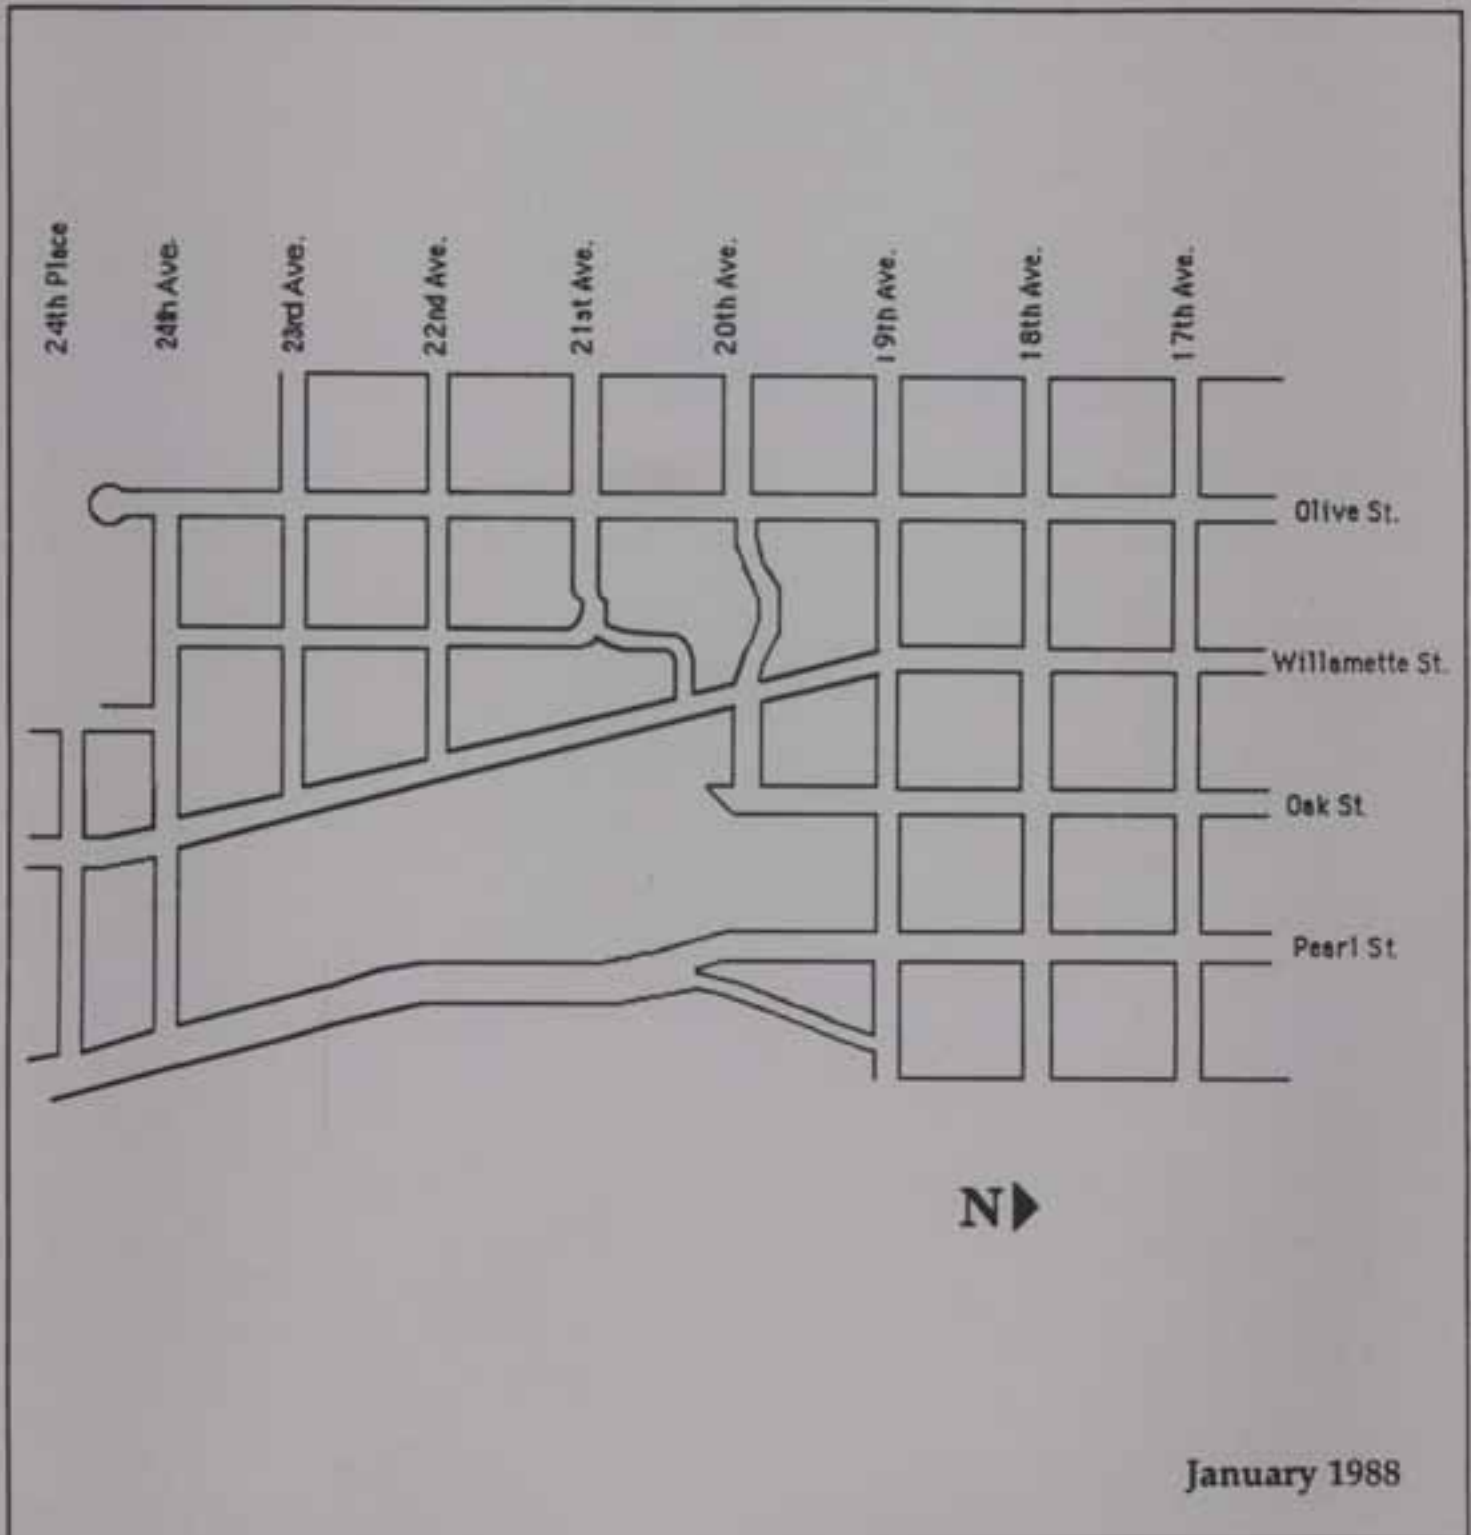 24th Place
24th Ave.
23rd Ave.
22nd Ave.
21st Ave.
20th Ave.
19th Ave.
18th Ave.
17th Ave.
Olive St.
Willamette St.
Oak St
Pearl St.
N
January 1988